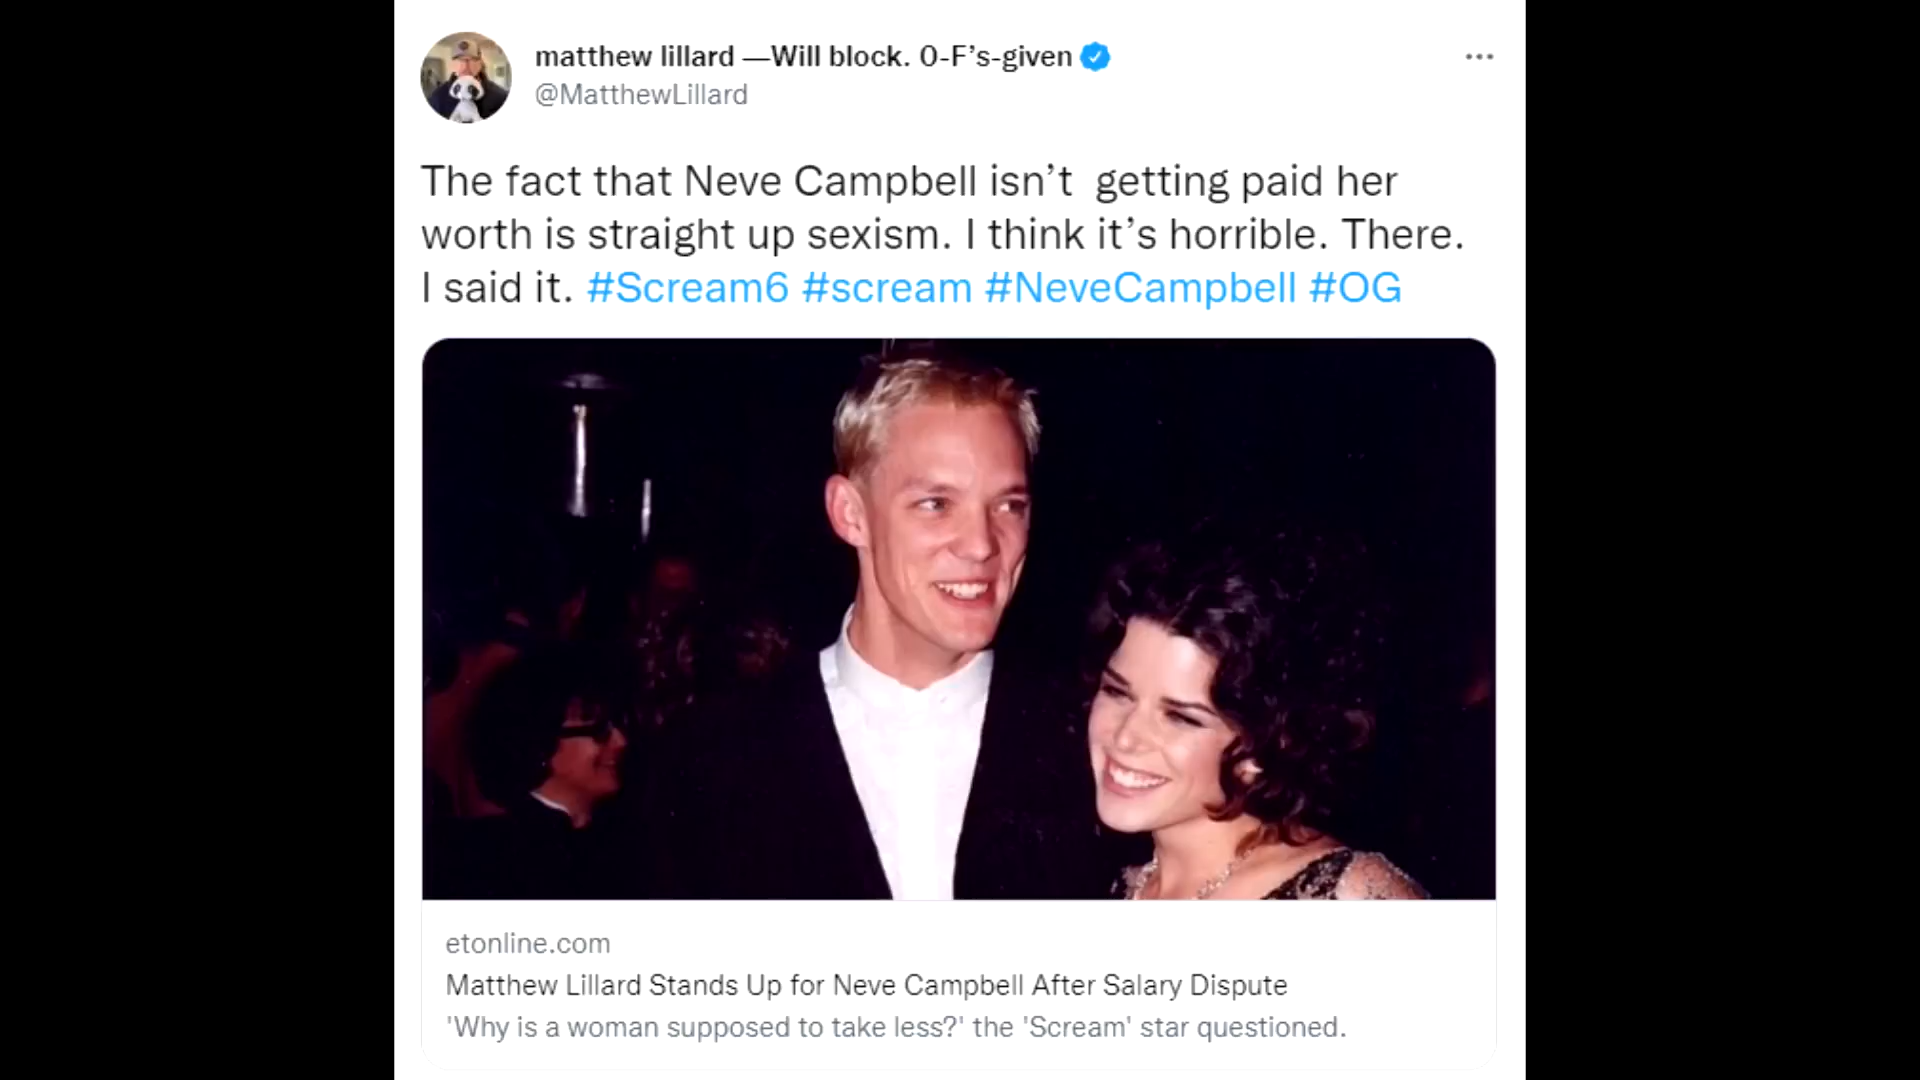 matthew lillard —Will block. 0-F’s-given
@MatthewLillard
The fact that Neve Campbell isn’t  getting paid her
worth is straight up sexism. I think it’s horrible. There.
I said it. #Scream6 #scream #NeveCampbell #OG
etonline.com
Matthew Lillard Stands Up for Neve Campbell After Salary Dispute
'Why is a woman supposed to take less?' the 'Scream' star questioned.